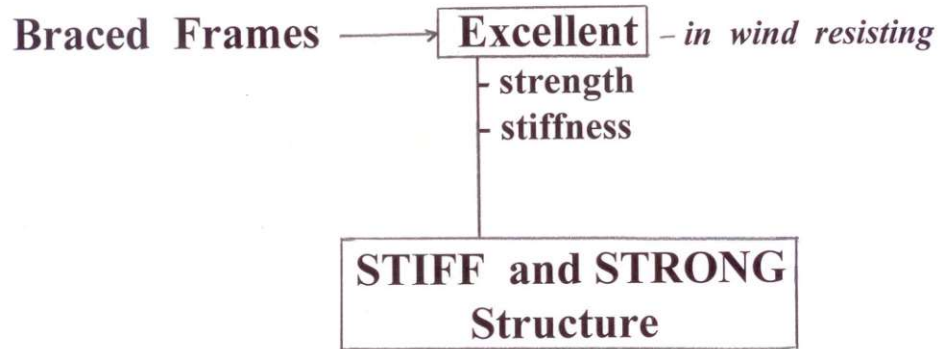 Braced Frames Excellent – in wind resisting
- strength
- stiffness
STIFF and STRONG
Structure